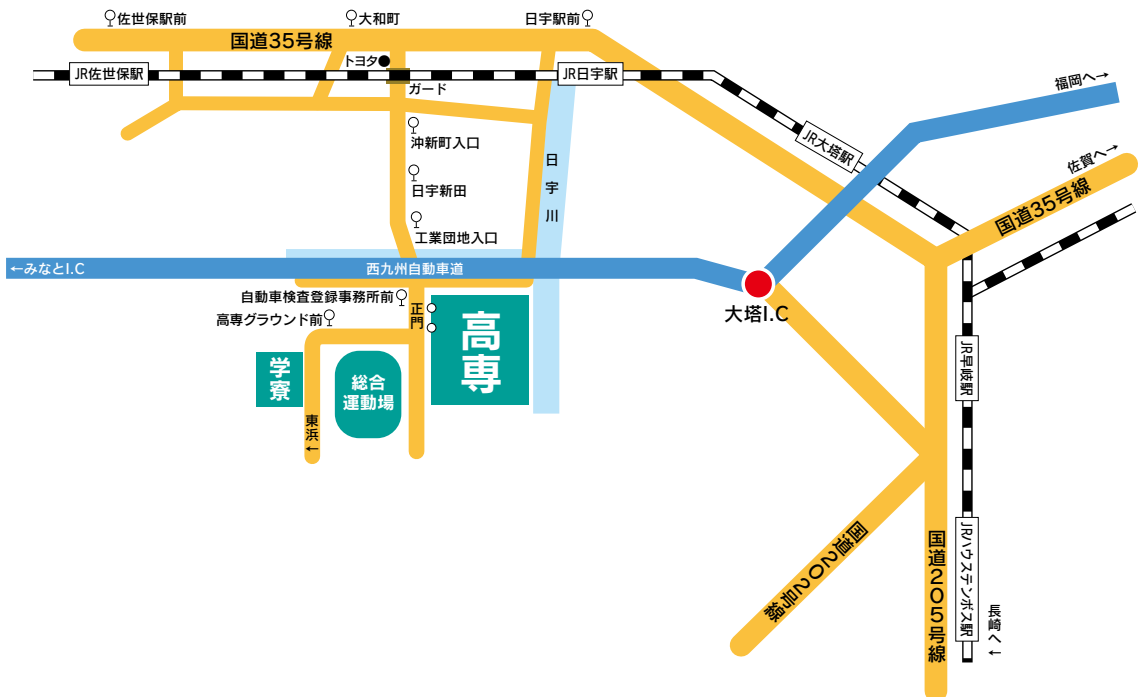 佐世保駅前
大和町
日宇駅前
国道35号線
トヨタ
JR佐世保駅
JR日宇駅
ガード
福岡へ→
沖新町入口
JR大塔駅
佐賀へ→
日宇新田
日宇川
国道35号線
工業団地入口
←みなとI.C
西九州自動車道
自動車検査登録事務所前
正門
高専グラウンド前
高専
大塔I.C
学寮
総合
運動場
東浜←
JR早岐駅
国道202号線
国道205号線
JRハウステンボス駅
長崎へ←